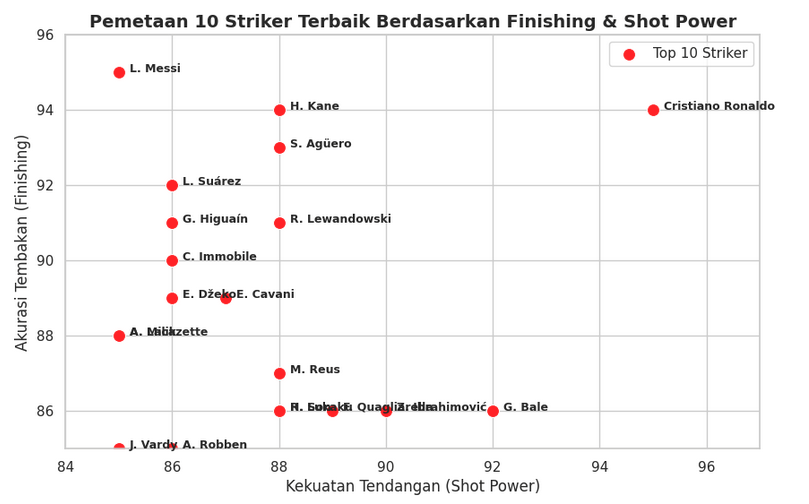 Pemetaan 10 Striker Terbaik Berdasarkan Finishing & Shot Power
Top 10 Striker
Akurasi Tembakan (Finishing)
96
94
92
90
88
86
L. Messi
H. Kane
Cristiano Ronaldo
S. Agüero
L. Suárez
G. Higuaín
R. Lewandowski
C. Immobile
E. Džeko
E. Cavani
M. Reus
G. Bale
J. Vardy
A. Robben
84
86
88
90
92
94
96
Kekuatan Tendangan (Shot Power)